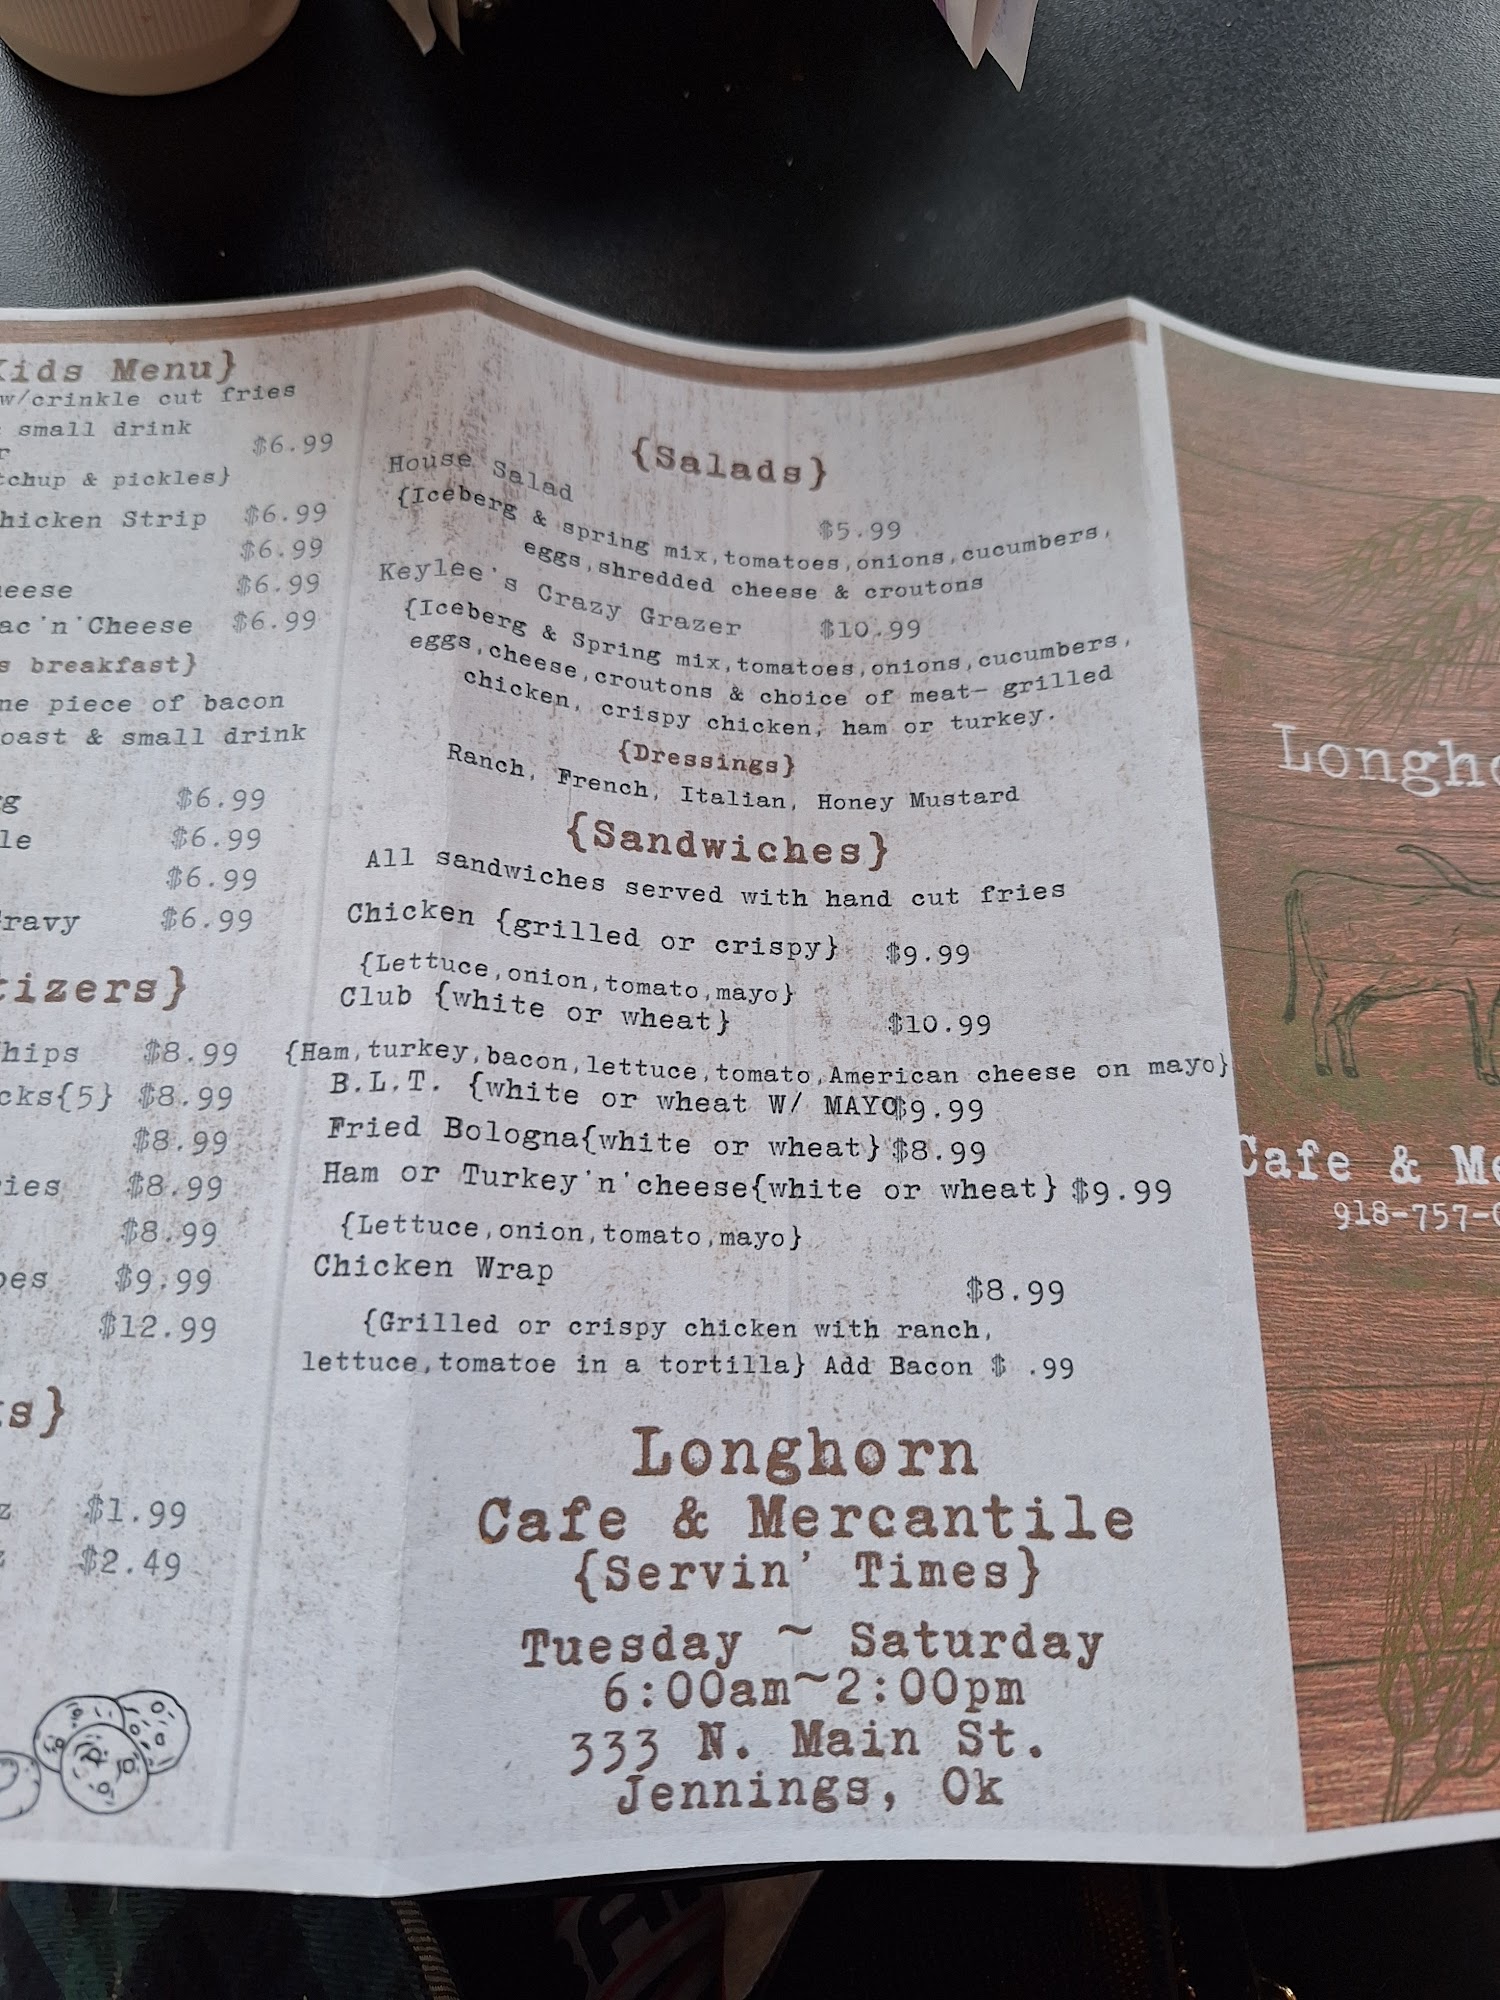 Kids Menu}
w/crinkle cut fries
small drink
$6.99
tchup & pickles}
hicken Strip $6.99
$6.99
eese $6.99
ac'n'Cheese $6.99
s breakfast}
ne piece of bacon
oast & small drink
g $6.99
le $6.99
$6.99
ravy $6.99
tizers}
hips $8.99
cks{5} $8.99
$8.99
ies $8.99
$8.99
oes $9.99
$12.99
s}
z $1.99
z $2.49
{Salads}
House Salad $5.99
{Iceberg & spring mix,tomatoes,onions,cucumbers,
eggs,shredded cheese & croutons
Keylee's Crazy Grazer $10.99
{Iceberg & Spring mix,tomatoes,onions,cucumbers,
eggs,cheese,croutons & choice of meat- grilled
chicken, crispy chicken, ham or turkey.
{Dressings}
Ranch, French, Italian, Honey Mustard
{Sandwiches}
All sandwiches served with hand cut fries
Chicken {grilled or crispy} $9.99
{Lettuce,onion,tomato,mayo}
Club {white or wheat} $10.99
{Ham,turkey,bacon,lettuce,tomato,American cheese on mayo}
B.L.T. {white or wheat W/ MAYO $9.99
Fried Bologna{white or wheat} $8.99
Ham or Turkey'n'cheese{white or wheat} $9.99
{Lettuce,onion,tomato,mayo}
Chicken Wrap $8.99
{Grilled or crispy chicken with ranch,
lettuce,tomatoe in a tortilla} Add Bacon $ .99
Longhorn
Cafe & Mercantile
{Servin' Times}
Tuesday ~ Saturday
6:00am~2:00pm
333 N. Main St.
Jennings, Ok
Longho
Cafe & Me
918-757-